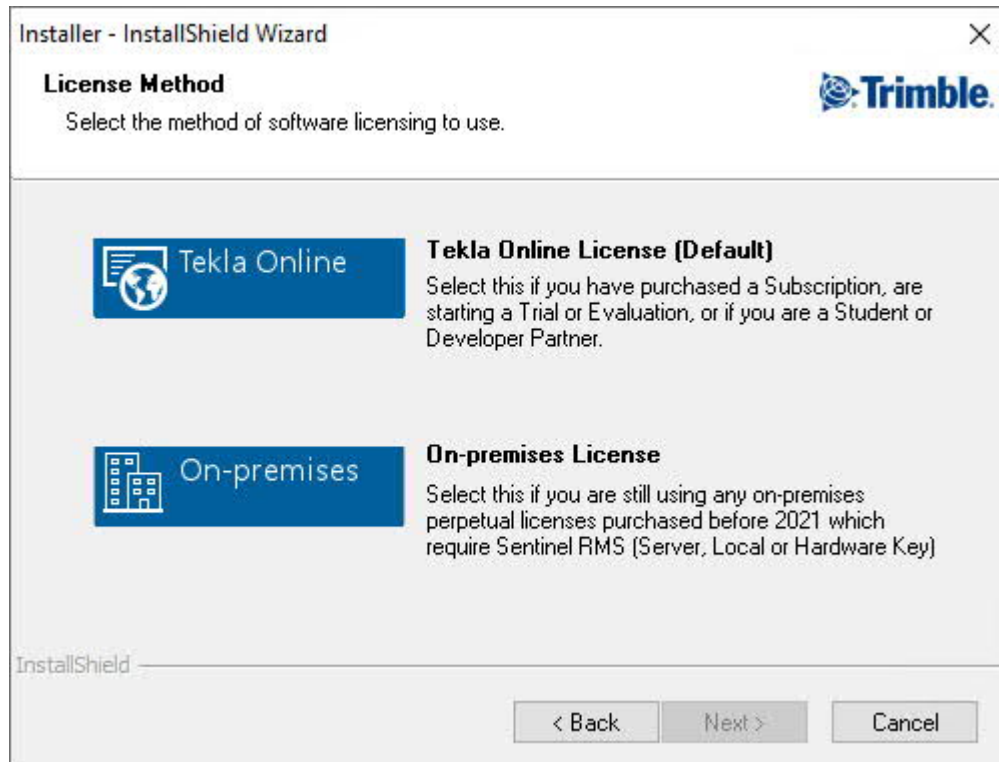 Installer - InstallShield Wizard
License Method
Select the method of software licensing to use.
Trimble.
Tekla Online
Tekla Online License (Default)
Select this if you have purchased a Subscription, are
starting a Trial or Evaluation, or if you are a Student or
Developer Partner.
On-premises
On-premises License
Select this if you are still using any on-premises
perpetual licenses purchased before 2021 which
require Sentinel RMS (Server, Local or Hardware Key)
InstallShield
< Back
Next >
Cancel